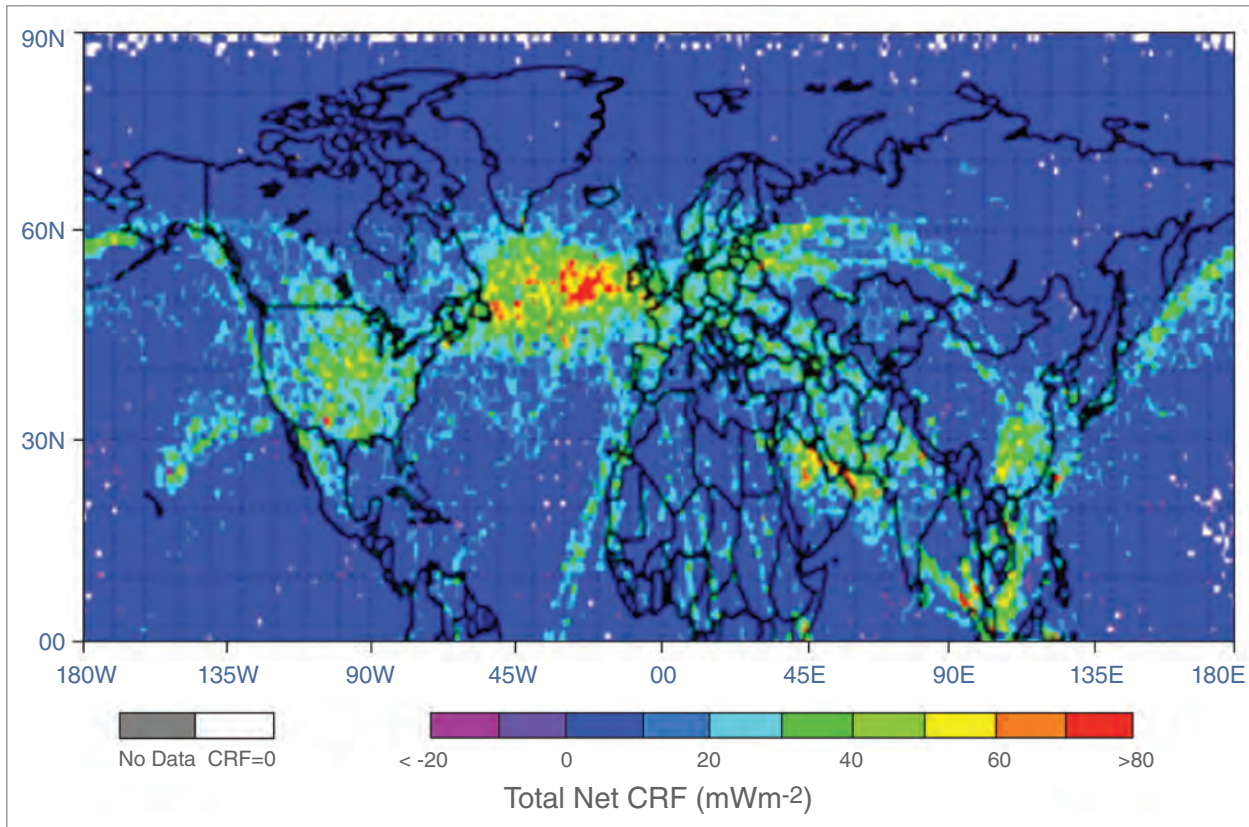 90N
60N
30N
00
180W 135W 90W 45W 00 45E 90E 135E 180E
No Data CRF=0
< -20 0 20 40 60 >80
Total Net CRF (mWm-2)